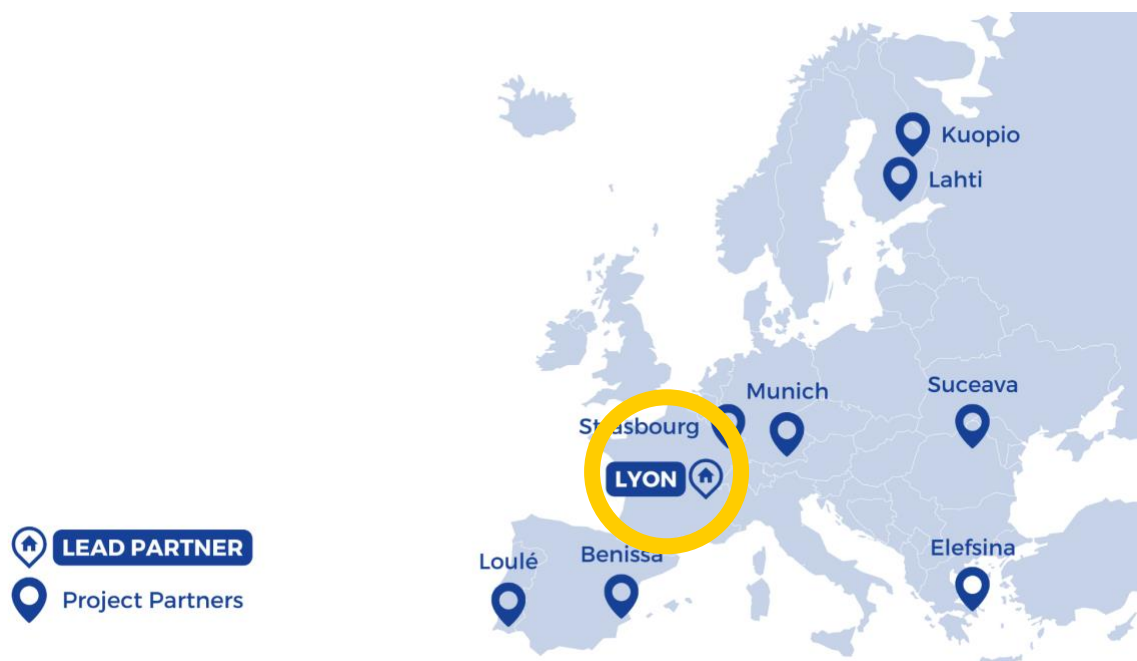 Kuopio
Lahti
Munich
Suceava
Strasbourg
LYON
LEAD PARTNER
Project Partners
Loulé
Benissa
Elefsina